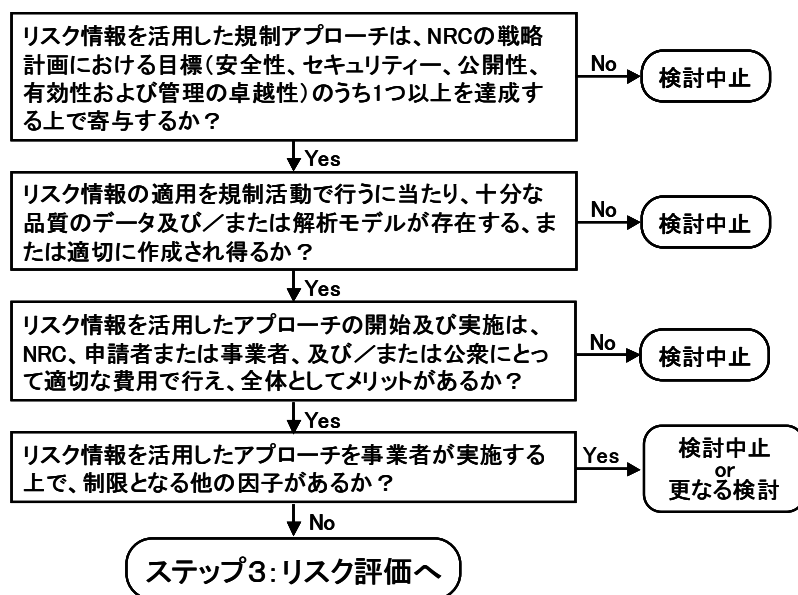 リスク情報を活用した規制アプローチは、NRCの戦略
計画における目標(安全性、セキュリティー、公開性、
有効性および管理の卓越性)のうち1つ以上を達成す
る上で寄与するか？
No
検討中止
Yes
リスク情報の適用を規制活動で行うに当たり、十分な
品質のデータ及び／または解析モデルが存在する、ま
たは適切に作成され得るか？
No
検討中止
Yes
リスク情報を活用したアプローチの開始及び実施は、
NRC、申請者または事業者、及び／または公衆にとっ
て適切な費用で行え、全体としてメリットがあるか？
No
検討中止
Yes
リスク情報を活用したアプローチを事業者が実施する
上で、制限となる他の因子があるか？
Yes
検討中止
or
更なる検討
No
ステップ3:リスク評価へ